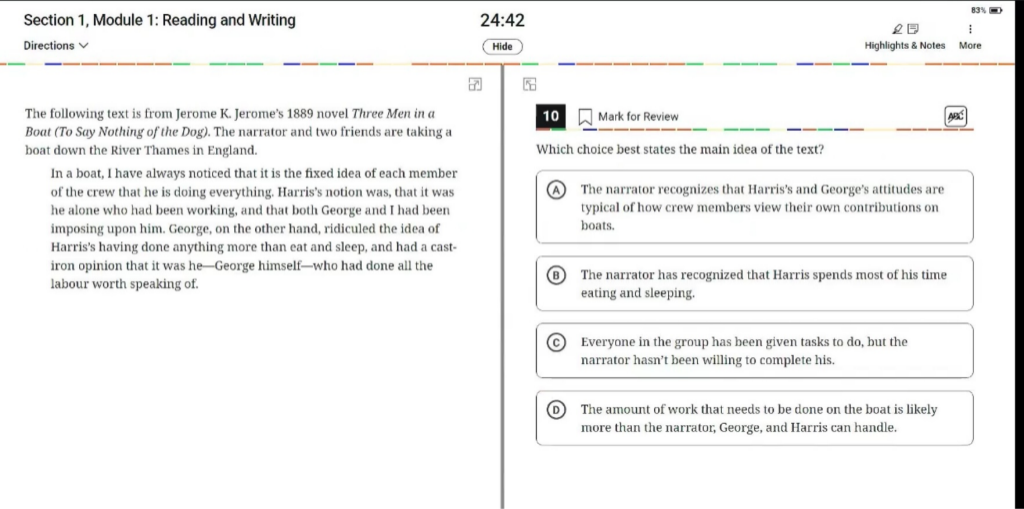 Section 1, Module 1: Reading and Writing
24:42
83%
Directions
Hide
Highlights & Notes
More
The following text is from Jerome K. Jerome's 1889 novel Three Men in a
Boat (To Say Nothing of the Dog). The narrator and two friends are taking a
boat down the River Thames in England.
In a boat, I have always noticed that it is the fixed idea of each member
of the crew that he is doing everything. Harris's notion was, that it was
he alone who had been working, and that both George and I had been
imposing upon him. George, on the other hand, ridiculed the idea of
Harris's having done anything more than eat and sleep, and had a cast-
iron opinion that it was he—George himself—who had done all the
labour worth speaking of.
10
Mark for Review
ABC
Which choice best states the main idea of the text?
A
The narrator recognizes that Harris's and George's attitudes are
typical of how crew members view their own contributions on
boats.
B
The narrator has recognized that Harris spends most of his time
eating and sleeping.
C
Everyone in the group has been given tasks to do, but the
narrator hasn't been willing to complete his.
D
The amount of work that needs to be done on the boat is likely
more than the narrator, George, and Harris can handle.